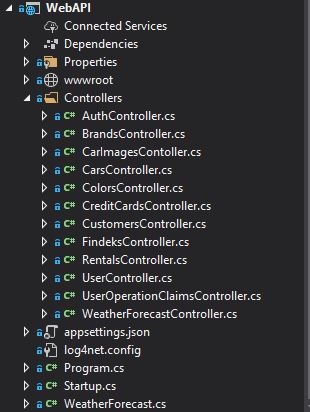 WebAPI
Connected Services
Dependencies
Properties
wwwroot
Controllers
C# AuthController.cs
C# BrandsController.cs
C# CarImagesContoller.cs
C# CarsController.cs
C# ColorsController.cs
C# CreditCardsController.cs
C# CustomersController.cs
C# FindeksController.cs
C# RentalsController.cs
C# UserController.cs
C# UserOperationClaimsController.cs
C# WeatherForecastController.cs
appsettings.json
log4net.config
C# Program.cs
C# Startup.cs
C# WeatherForecast.cs